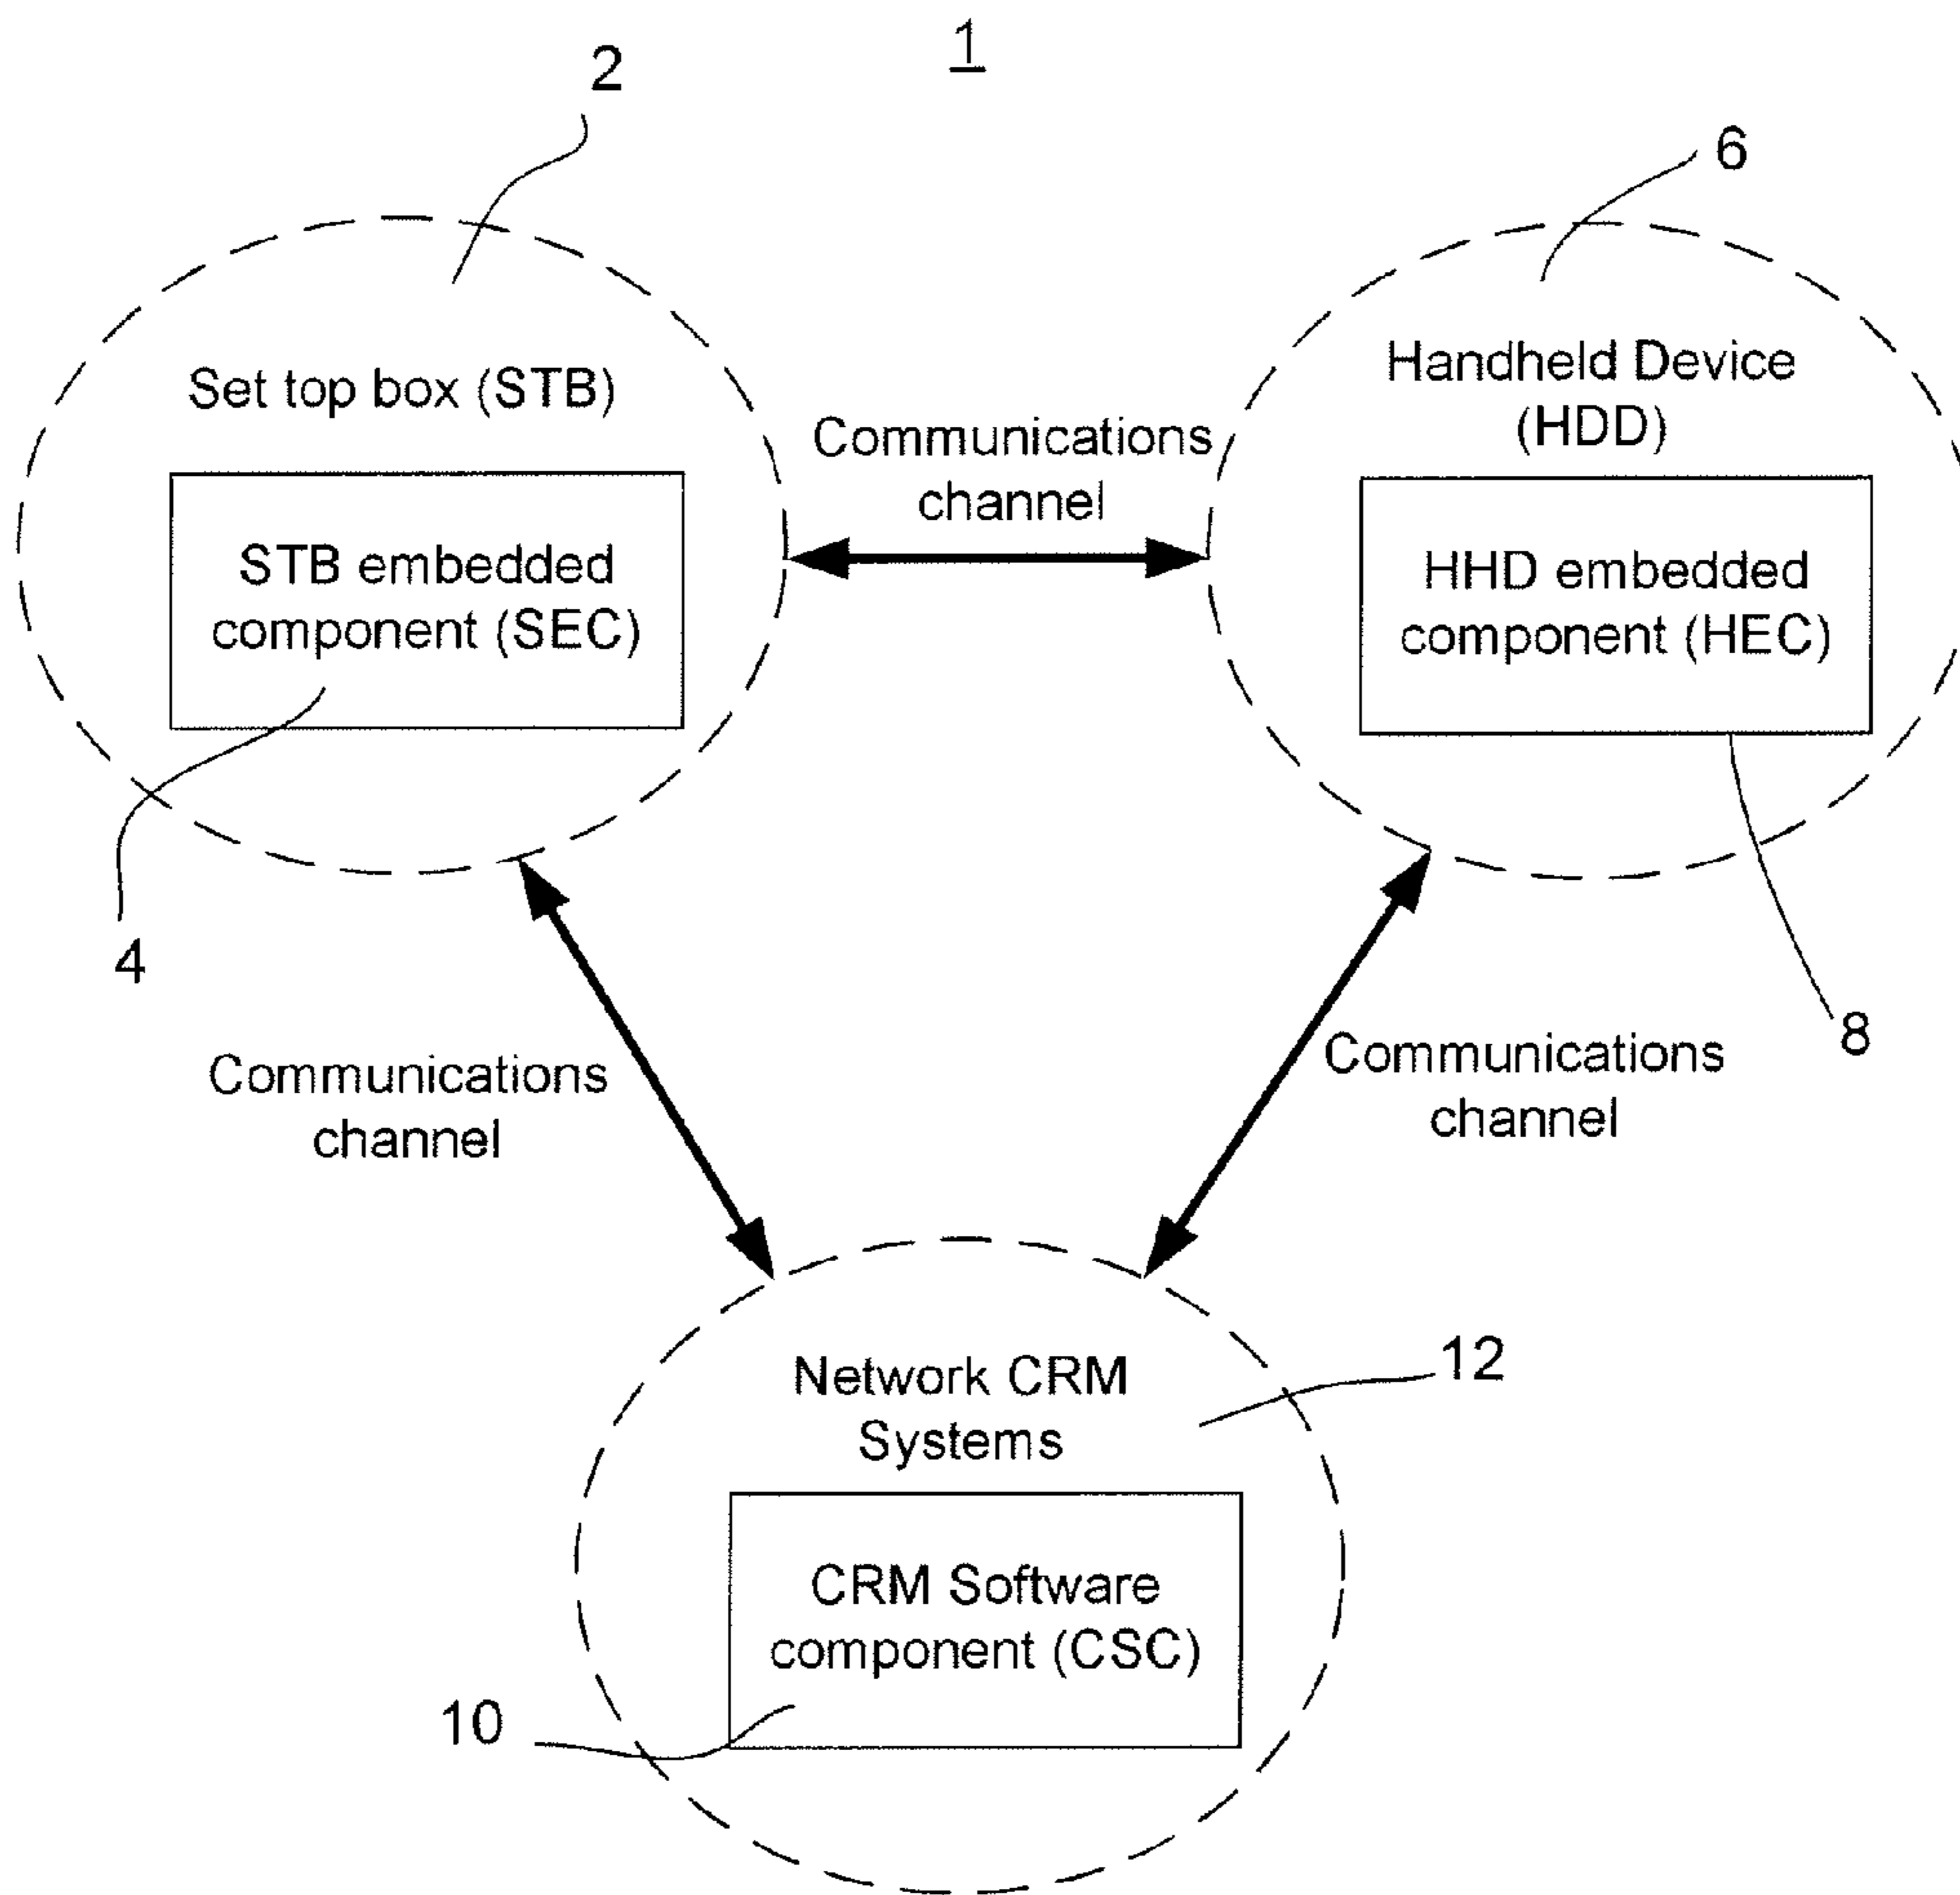 1
2
6
Set top box (STB)
STB embedded
component (SEC)
4
Communications
channel
Handheld Device
(HDD)
HHD embedded
component (HEC)
8
Communications
channel
Communications
channel
Network CRM
Systems
12
CRM Software
component (CSC)
10